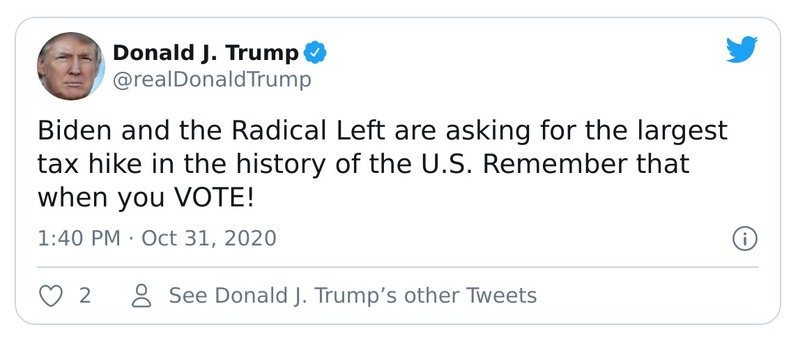 Donald J. Trump
@realDonaldTrump
Biden and the Radical Left are asking for the largest
tax hike in the history of the U.S. Remember that
when you VOTE!
1:40 PM · Oct 31, 2020
2
See Donald J. Trump’s other Tweets